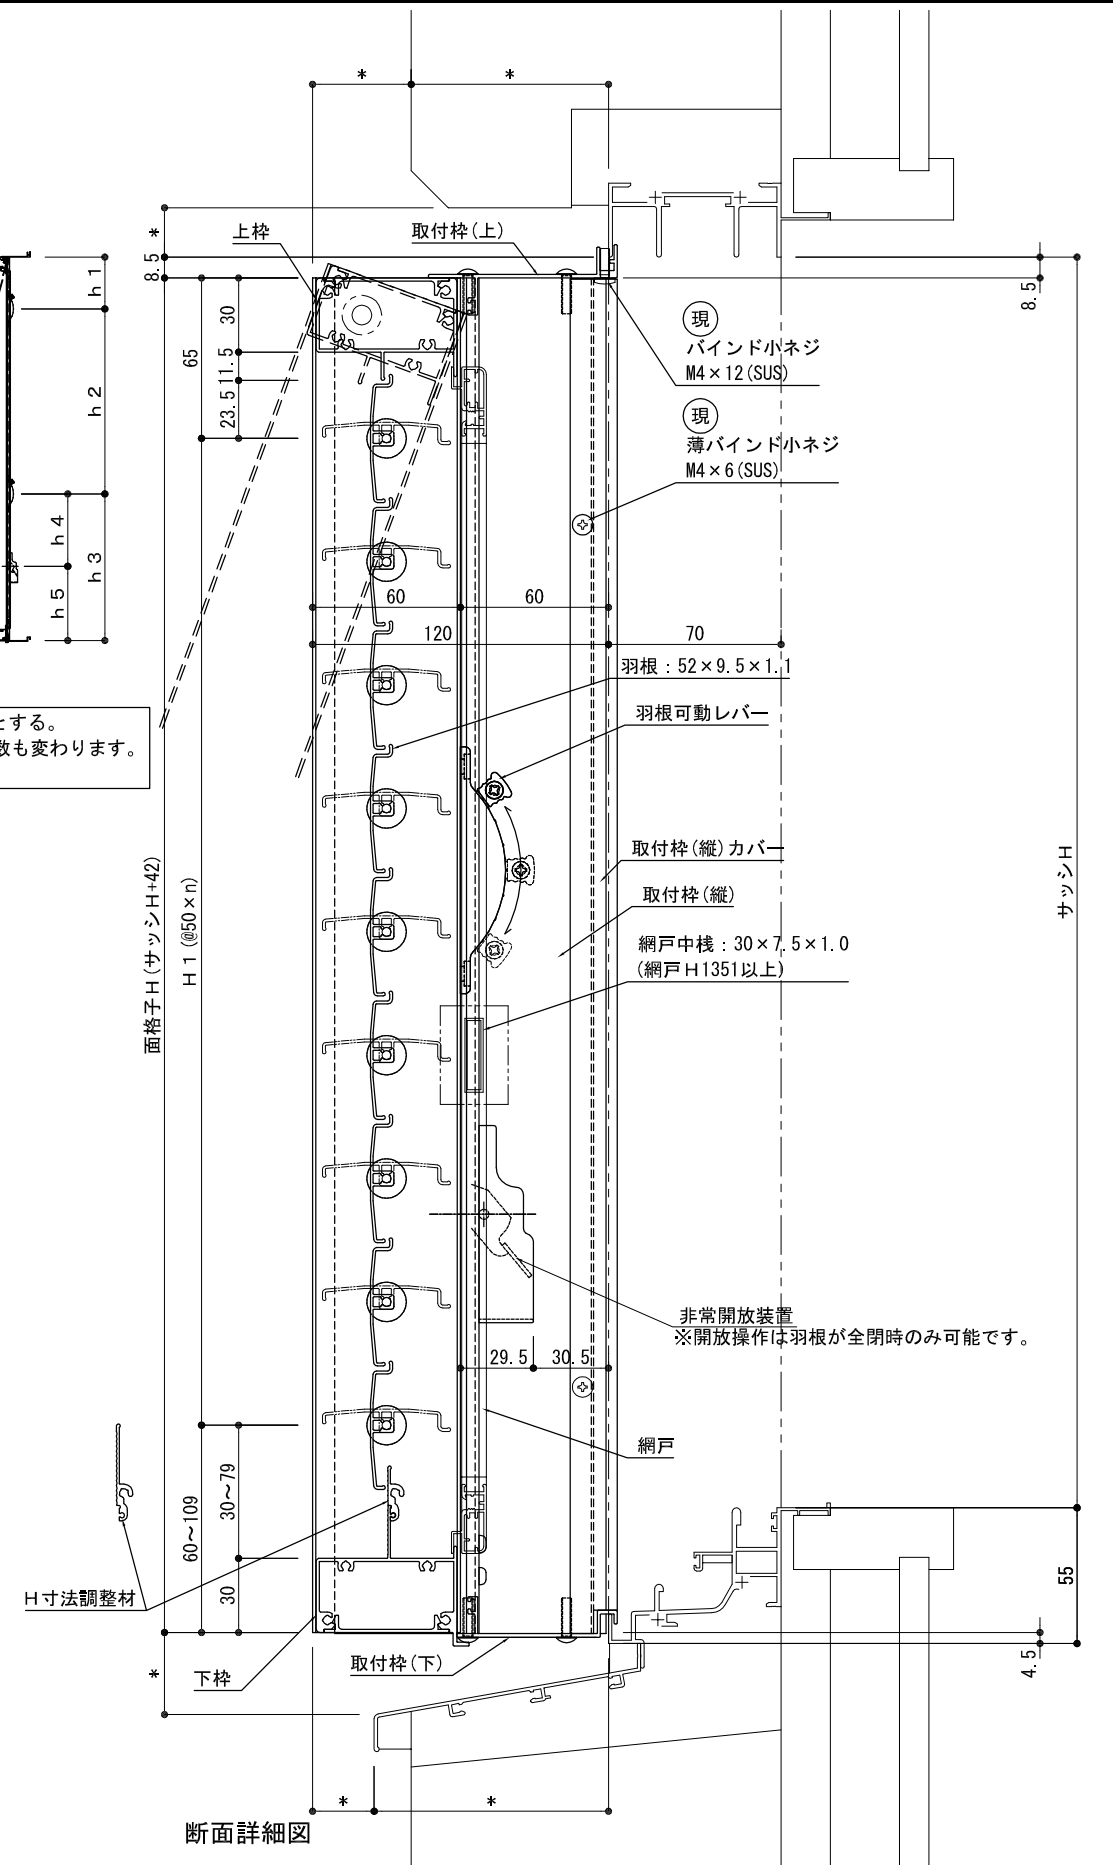 *
*
上枠
取付枠(上)
*
8.5
8.5
h1
h2
h3
h4
h5
30
65
11.5
23.5
現
バインド小ネジ
M4×12(SUS)
現
薄バインド小ネジ
M4×6(SUS)
60
60
120
70
羽根：52×9.5×1.1
羽根可動レバー
とする。
数も変わります。
取付枠(縦)カバー
取付枠(縦)
網戸中桟：30×7.5×1.0
(網戸H1351以上)
面格子H(サッシH+42)
H1(@50×n)
サッシH
非常開放装置
※開放操作は羽根が全閉時のみ可能です。
29.5
30.5
網戸
30～79
60～109
30
H寸法調整材
55
4.5
*
下枠
取付枠(下)
*
*
断面詳細図